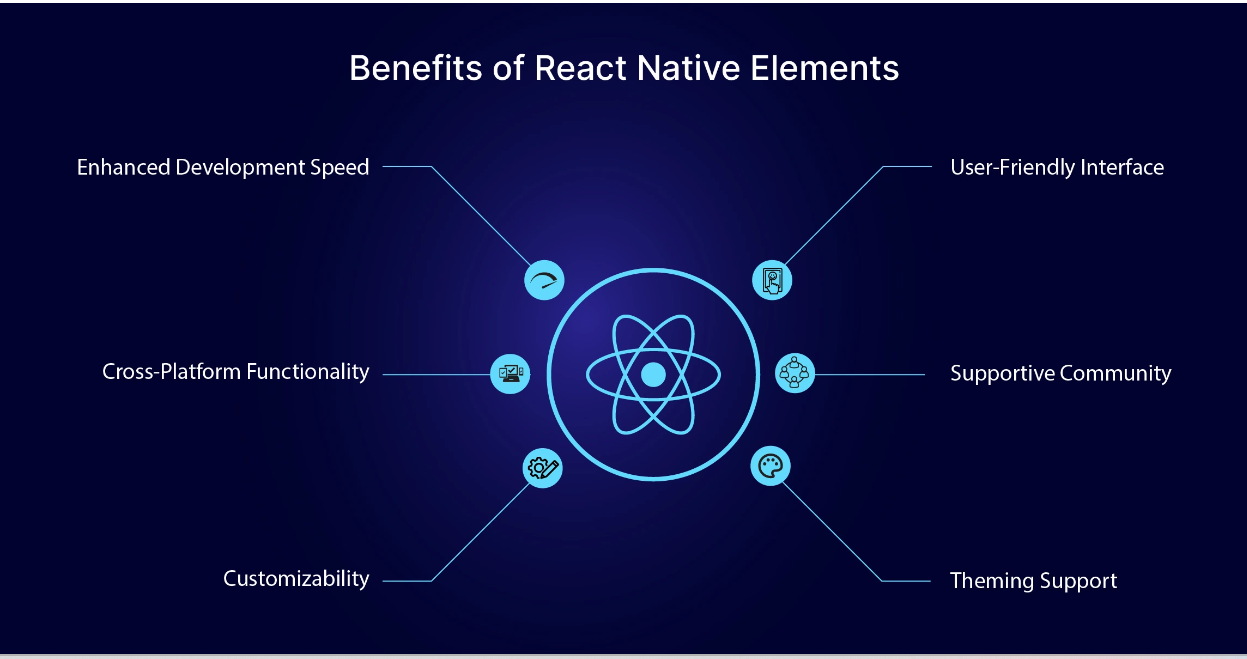 Benefits of React Native Elements
Enhanced Development Speed
User-Friendly Interface
Cross-Platform Functionality
Supportive Community
Customizability
Theming Support